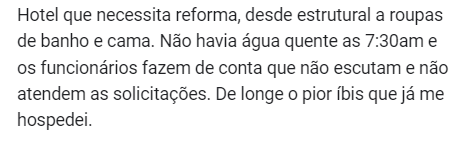 Hotel que necessita reforma, desde estrutural a roupas
de banho e cama. Não havia água quente as 7:30am e
os funcionários fazem de conta que não escutam e não
atendem as solicitações. De longe o pior íbis que já me
hospedei.